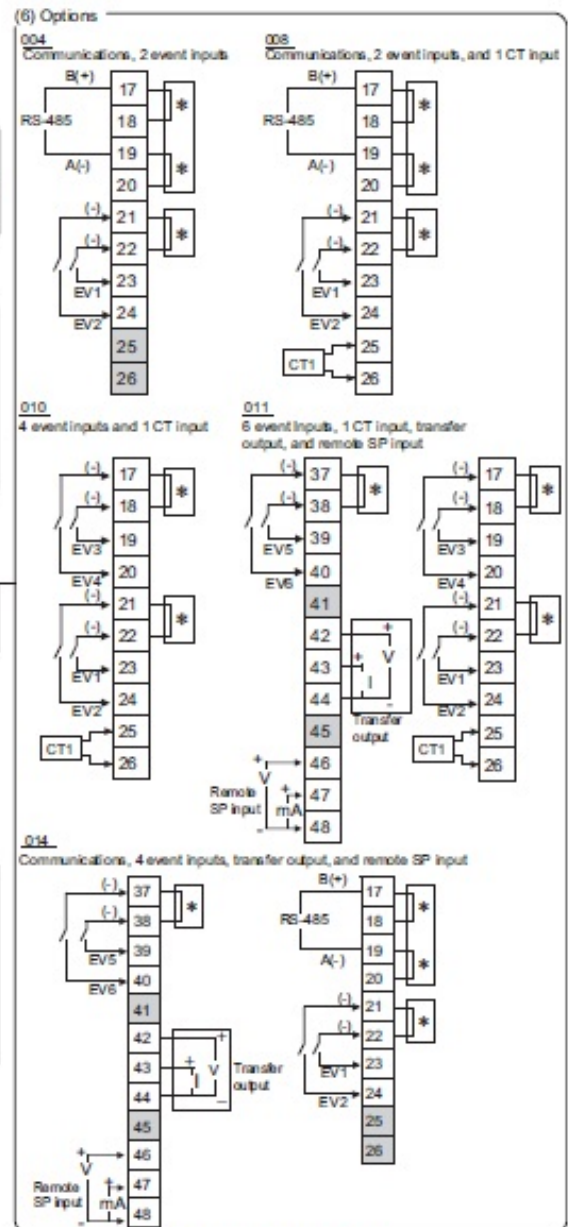 (6) Options
004
Communications, 2 event inputs
B(+)
RS-485
A(-)
(-)
(-)
EV1
EV2
17
18
19
20
21
22
23
24
25
26
*
*
*
008
Communications, 2 event inputs, and 1 CT input
B(+)
RS-485
A(-)
(-)
(-)
EV1
EV2
CT1
17
18
19
20
21
22
23
24
25
26
*
*
*
010
4 event inputs and 1 CT input
(-)
(-)
EV3
EV4
(-)
(-)
EV1
EV2
CT1
17
18
19
20
21
22
23
24
25
26
*
*
011
6 event Inputs, 1 CT input, transfer
output, and remote SP input
(-)
(-)
EV5
EV6
37
38
39
40
41
42
43
44
45
46
47
48
*
+
+
V
I
-
Transfer
output
+
V
+
Remote
SP input
mA
-
(-)
(-)
EV3
EV4
(-)
(-)
EV1
EV2
CT1
17
18
19
20
21
22
23
24
25
26
*
*
014
Communications, 4 event inputs, transfer output, and remote SP input
(-)
(-)
EV5
EV6
37
38
39
40
41
42
43
44
45
46
47
48
*
+
+
V
I
-
Transfer
output
+
V
+
Remote
SP input
mA
-
B(+)
RS-485
A(-)
(-)
(-)
EV1
EV2
17
18
19
20
21
22
23
24
25
26
*
*
*